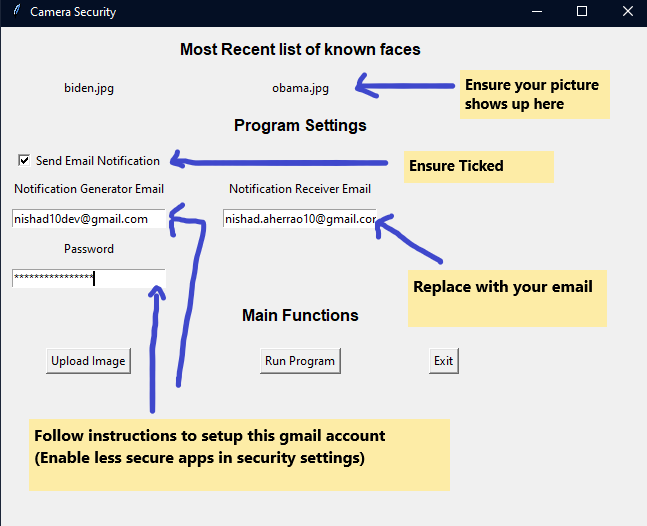 Camera Security
Most Recent list of known faces
biden.jpg
obama.jpg
Ensure your picture
shows up here
Program Settings
Send Email Notification
Ensure Ticked
Notification Generator Email
Notification Receiver Email
nishad10dev@gmail.com
nishad.aherrao10@gmail.cor
Password
****************
Replace with your email
Main Functions
Upload Image
Run Program
Exit
Follow instructions to setup this gmail account
(Enable less secure apps in security settings)